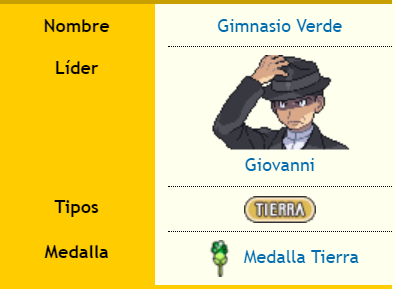 Nombre Gimnasio Verde
Líder
Giovanni
Tipos TIERRA
Medalla Medalla Tierra